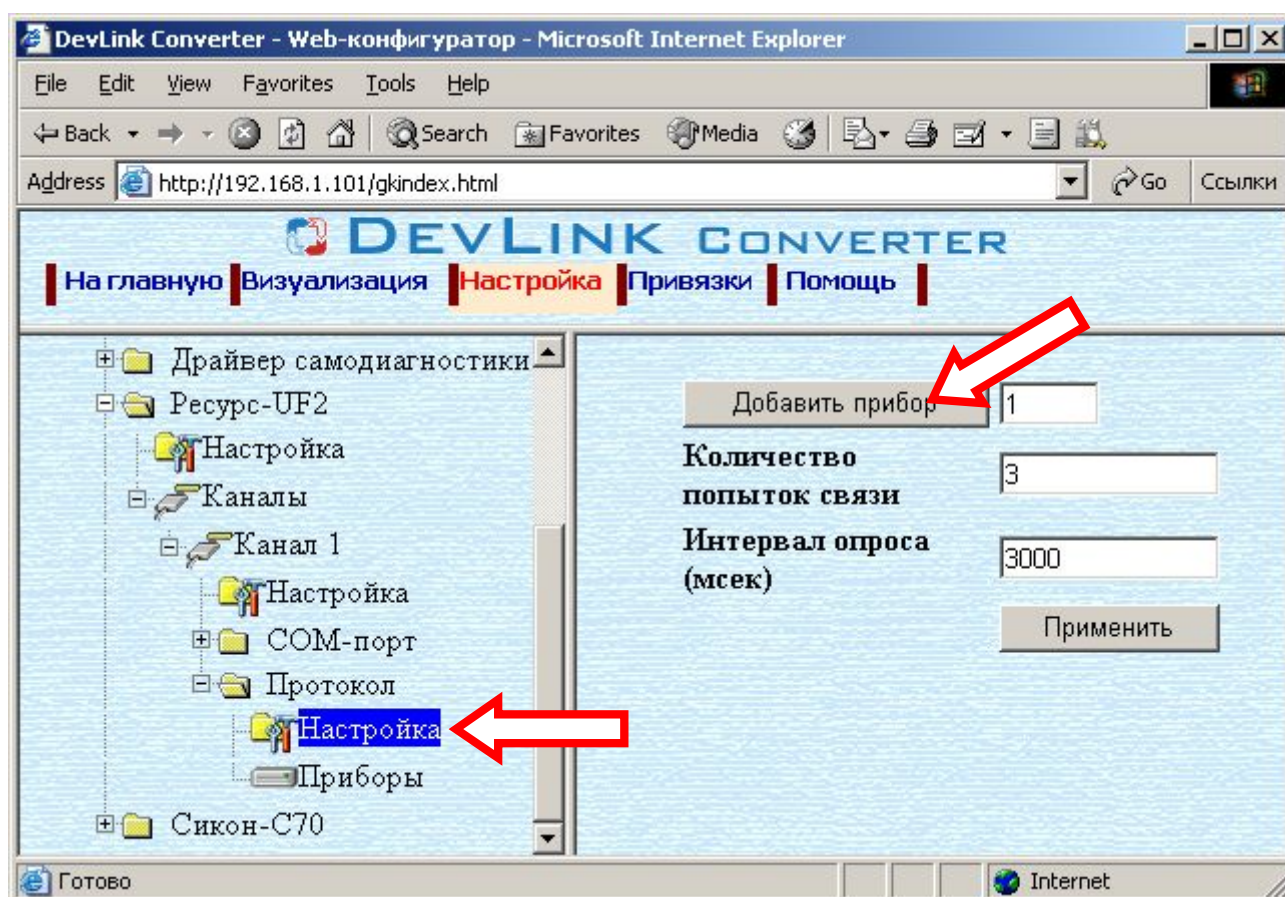 DevLink Converter - Web-конфигуратор - Microsoft Internet Explorer
File Edit View Favorites Tools Help
Back Search Favorites Media
Address http://192.168.1.101/gkindex.html Go Ссылки
DEVLINK CONVERTER
На главную Визуализация Настройка Привязки Помощь
Драйвер самодиагностики
Ресурс-UF2
Настройка
Каналы
Канал 1
Настройка
COM-порт
Протокол
Настройка
Приборы
Сикон-С70
Добавить прибор 1
Количество
попыток связи 3
Интервал опроса
(мсек) 3000
Применить
Готово Internet